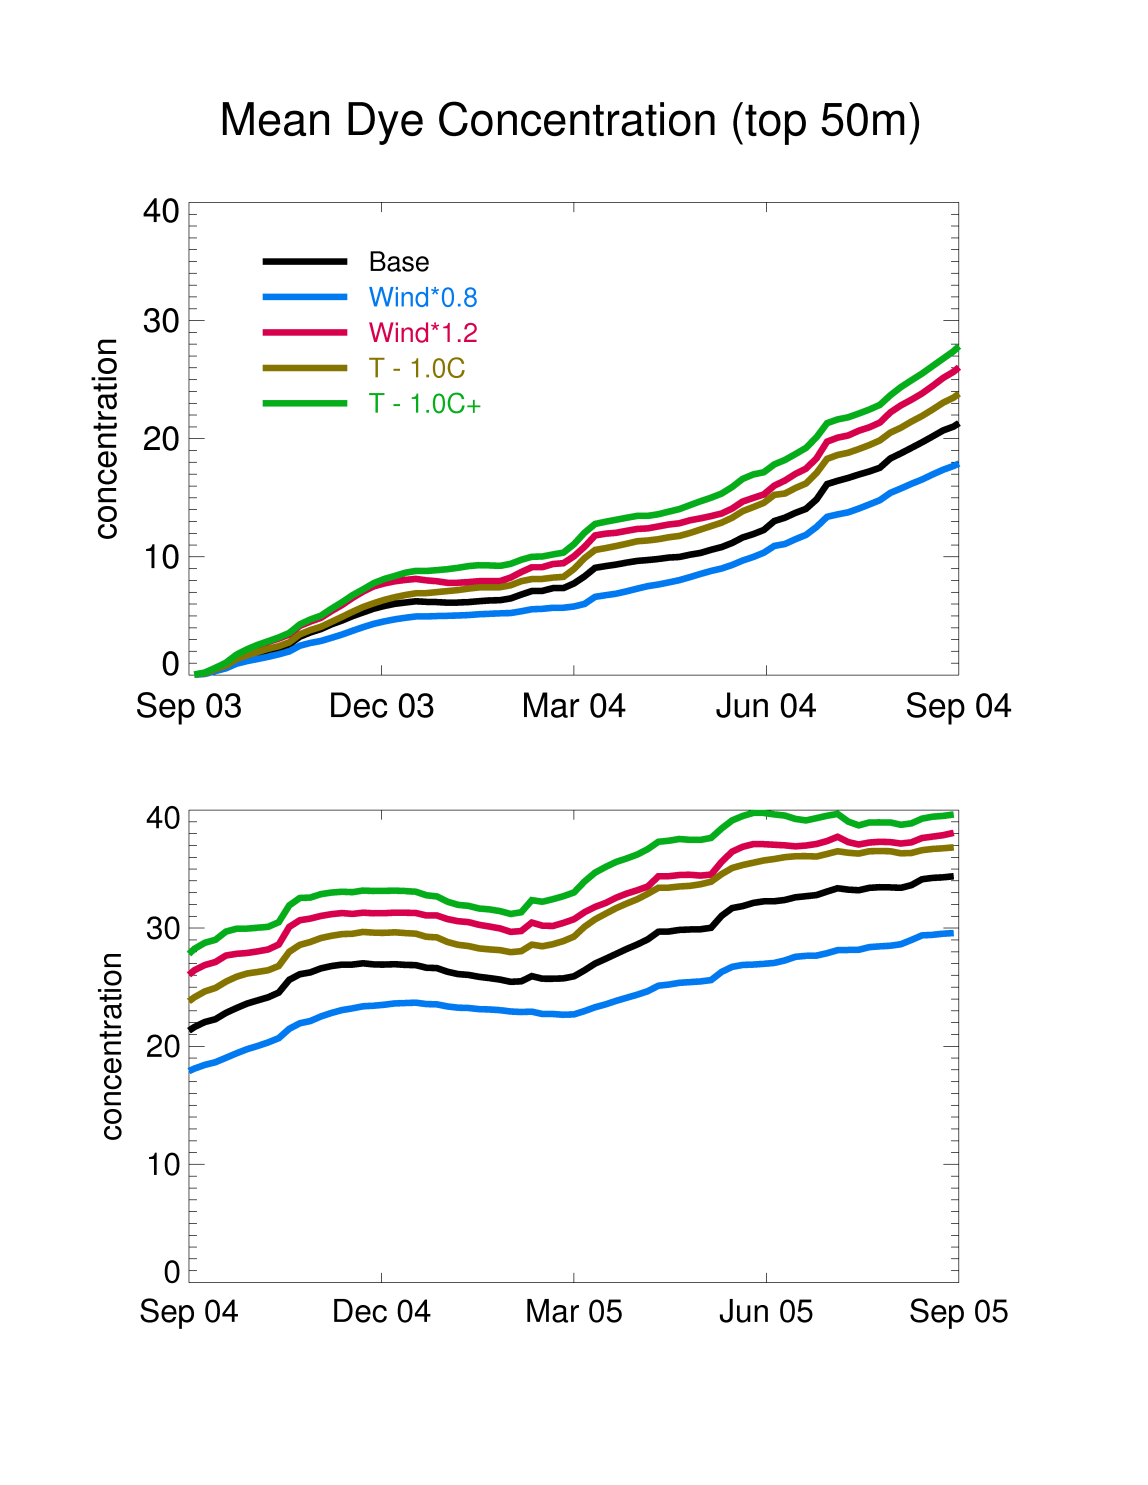 Mean Dye Concentration (top 50m)
40
30
20
10
0
concentration
Base
Wind*0.8
Wind*1.2
T - 1.0C
T - 1.0C+
Sep 03 Dec 03 Mar 04 Jun 04 Sep 04
40
30
20
10
0
concentration
Sep 04 Dec 04 Mar 05 Jun 05 Sep 05